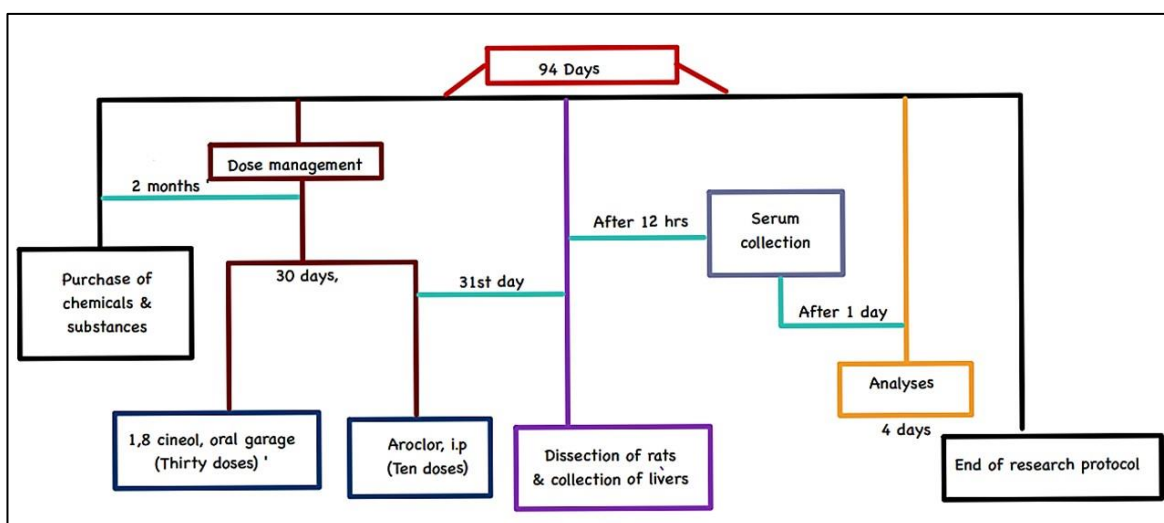 94 Days
Dose management
2 months '
After 12 hrs
Serum
collection
Purchase of
chemicals &
substances
30 days,
31st day
After 1 day
Analyses
4 days
1,8 cineol, oral garage
(Thirty doses) '
Aroclor, i.p
(Ten doses)
Dissection of rats
& collection of livers
End of research protocol